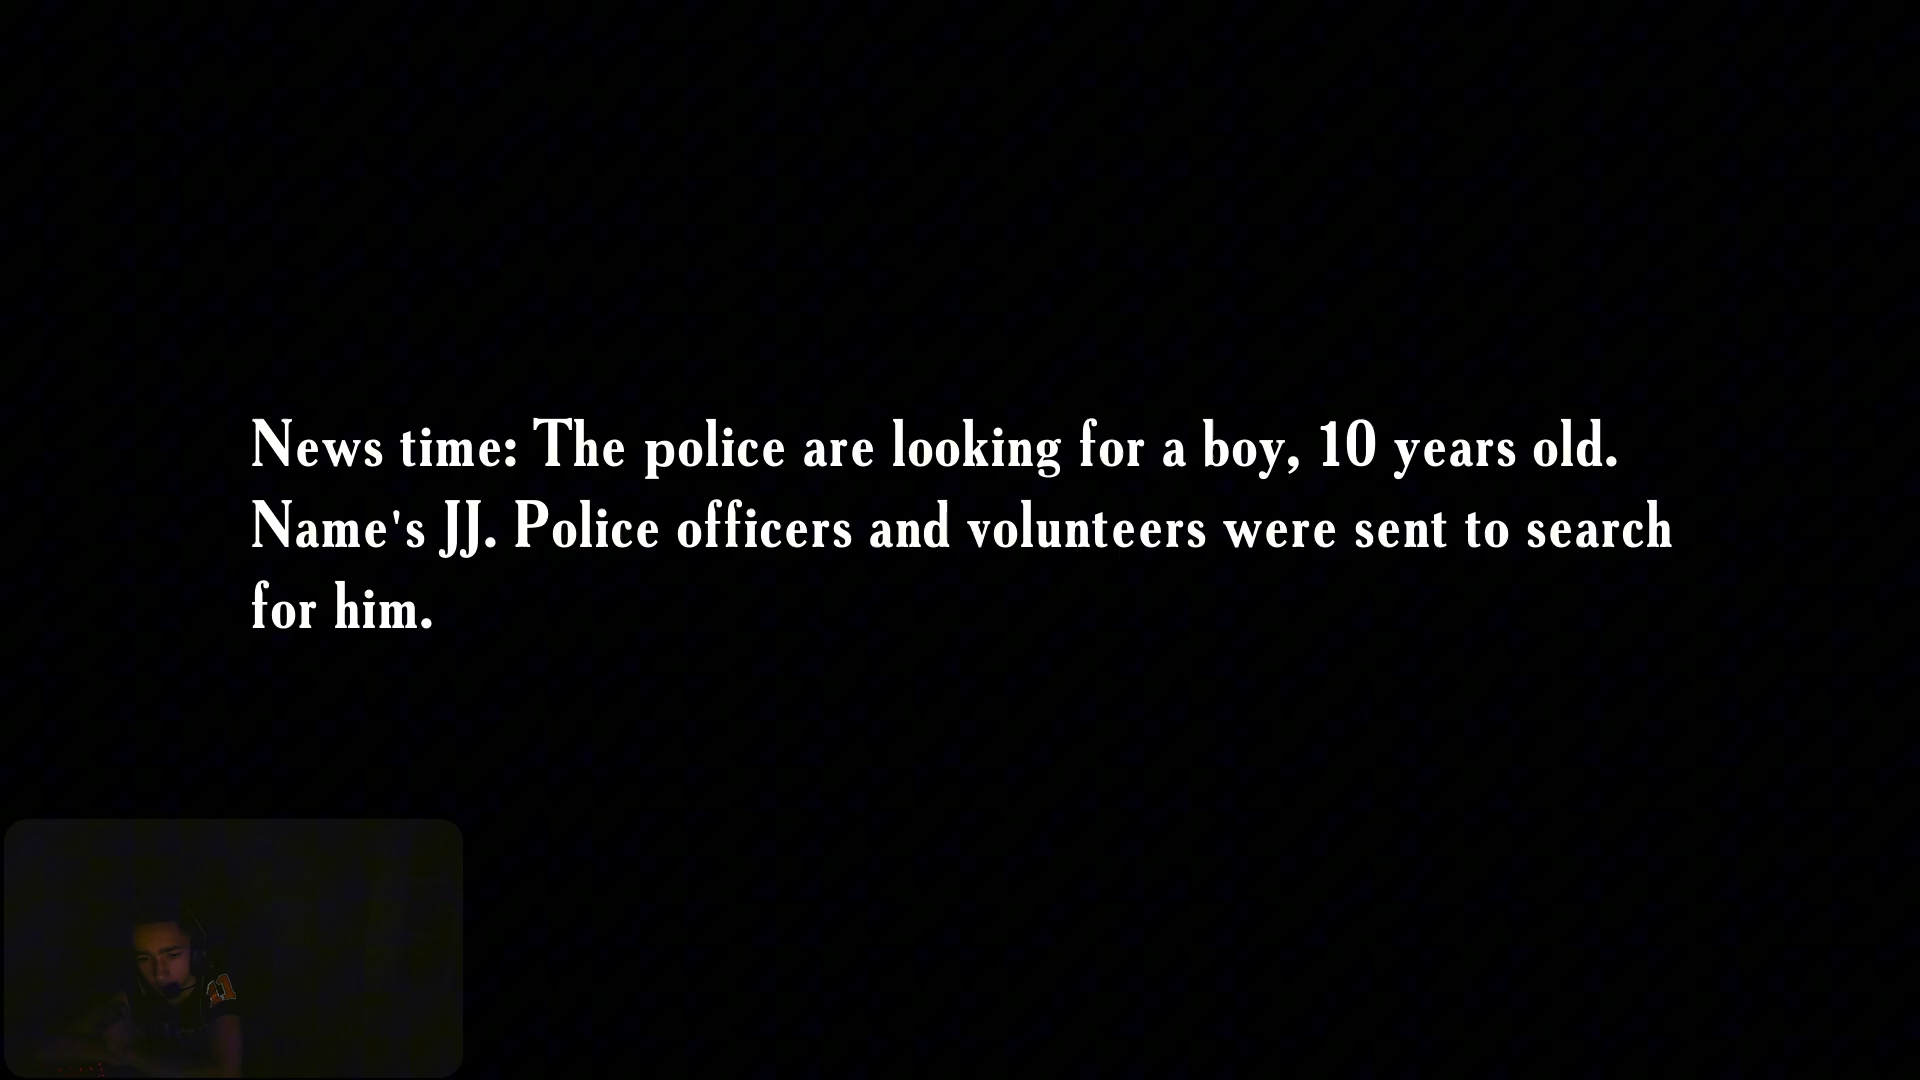 News time: The police are looking for a boy, 10 years old.
Name's JJ. Police officers and volunteers were sent to search
for him.
11